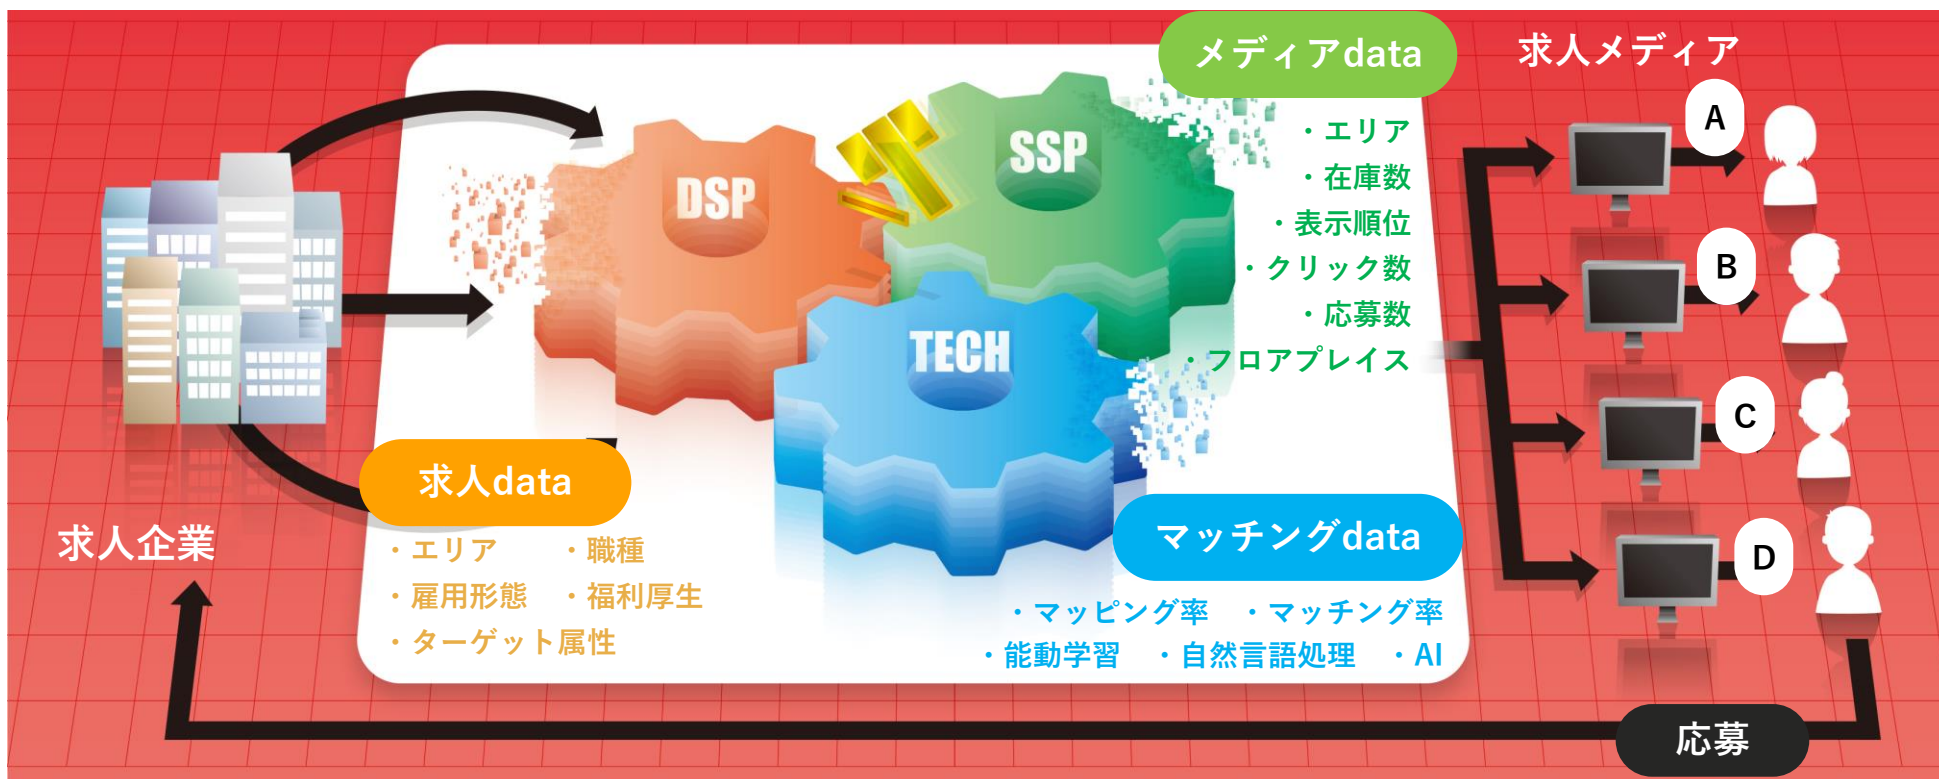 メディアdata
求人メディア
・エリア
・在庫数
・表示順位
・クリック数
・応募数
・フロアプレイス
DSP
SSP
TECH
A
B
C
D
求人data
・エリア ・職種
・雇用形態 ・福利厚生
・ターゲット属性
求人企業
マッチングdata
・マッピング率 ・マッチング率
・能動学習 ・自然言語処理 ・AI
応募